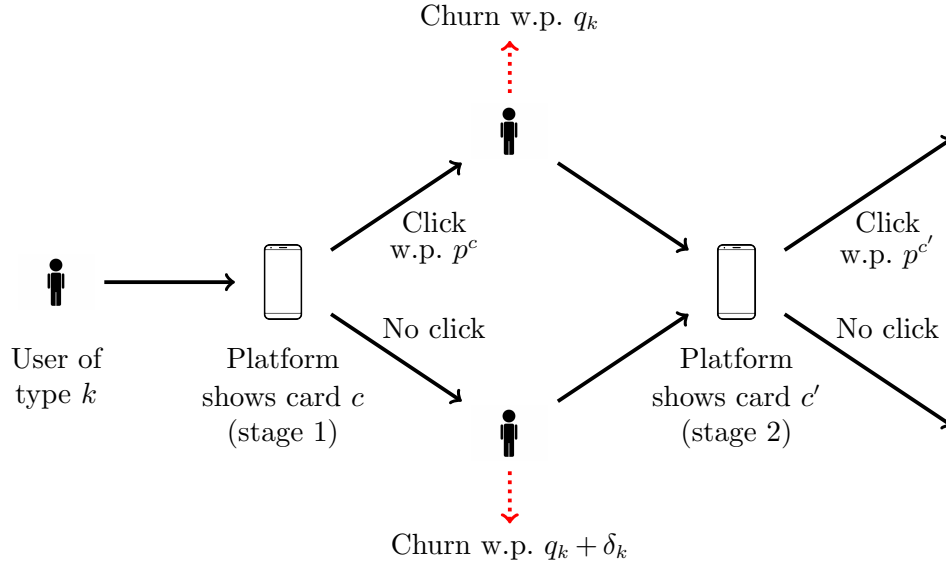 Churn w.p. $q_k$
Click
w.p. $p^c$
Click
w.p. $p^{c'}$
No click
No click
User of
type $k$
Platform
shows card $c$
(stage 1)
Platform
shows card $c'$
(stage 2)
Churn w.p. $q_k + \delta_k$